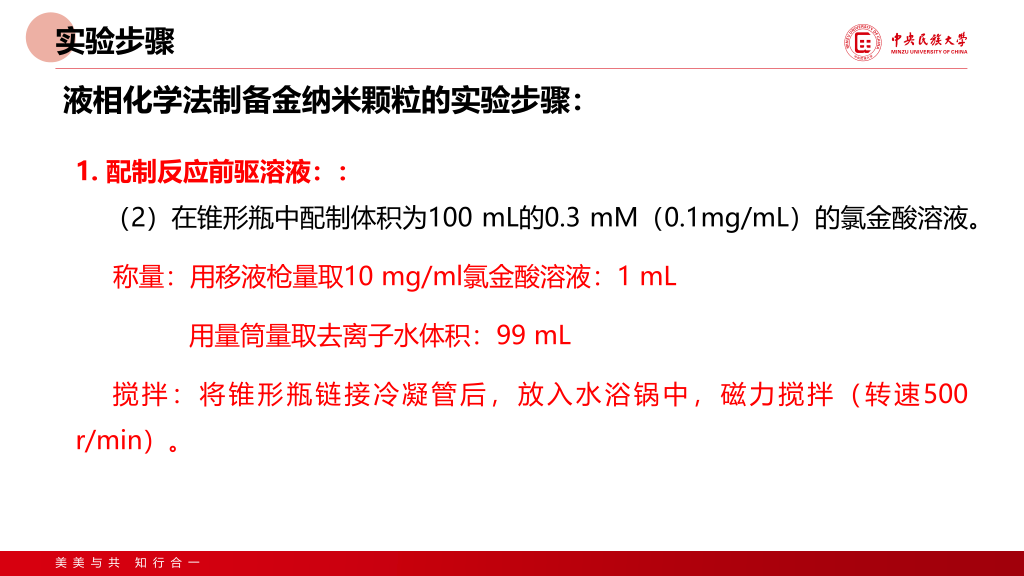 实验步骤
中央民族大学
MINZU UNIVERSITY OF CHINA
液相化学法制备金纳米颗粒的实验步骤：
1. 配制反应前驱溶液：：
（2）在锥形瓶中配制体积为100 mL的0.3 mM（0.1mg/mL）的氯金酸溶液。
称量：用移液枪量取10 mg/ml氯金酸溶液：1 mL
用量筒量取去离子水体积：99 mL
搅拌：将锥形瓶链接冷凝管后，放入水浴锅中，磁力搅拌（转速500
r/min）。
美美与共 知行合一